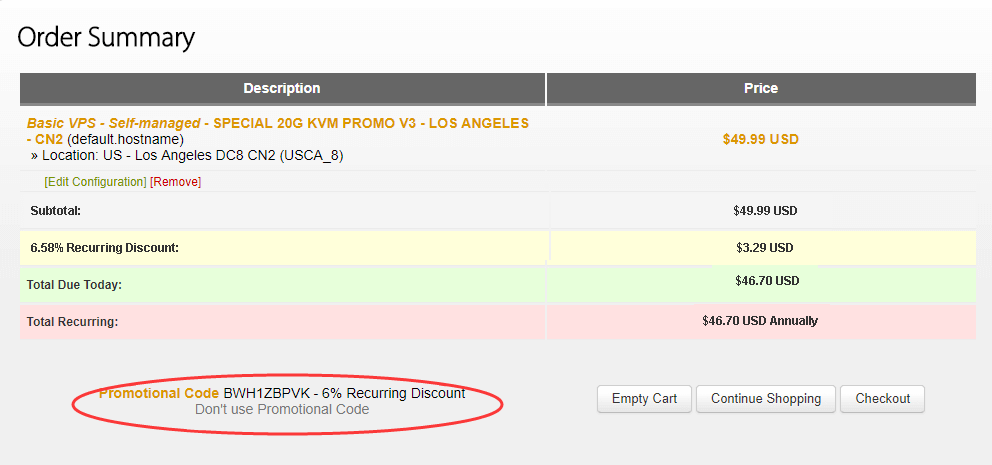 Order Summary
Description Price
Basic VPS - Self-managed - SPECIAL 20G KVM PROMO V3 - LOS ANGELES
- CN2 (default.hostname) $49.99 USD
» Location: US - Los Angeles DC8 CN2 (USCA_8)
[Edit Configuration] [Remove]
Subtotal: $49.99 USD
6.58% Recurring Discount: $3.29 USD
Total Due Today: $46.70 USD
Total Recurring: $46.70 USD Annually
Promotional Code BWH1ZBPVK - 6% Recurring Discount
Don't use Promotional Code
Empty Cart Continue Shopping Checkout